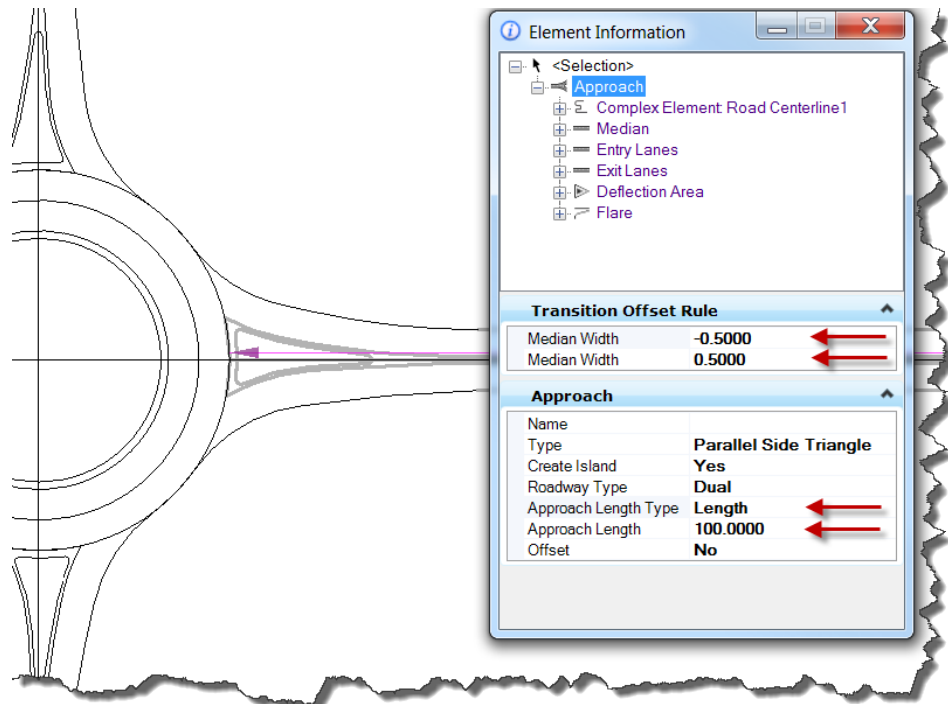 Element Information
<Selection>
Approach
Complex Element: Road Centerline1
Median
Entry Lanes
Exit Lanes
Deflection Area
Flare
Transition Offset Rule
Median Width -0.5000
Median Width 0.5000
Approach
Name
Type Parallel Side Triangle
Create Island Yes
Roadway Type Dual
Approach Length Type Length
Approach Length 100.0000
Offset No